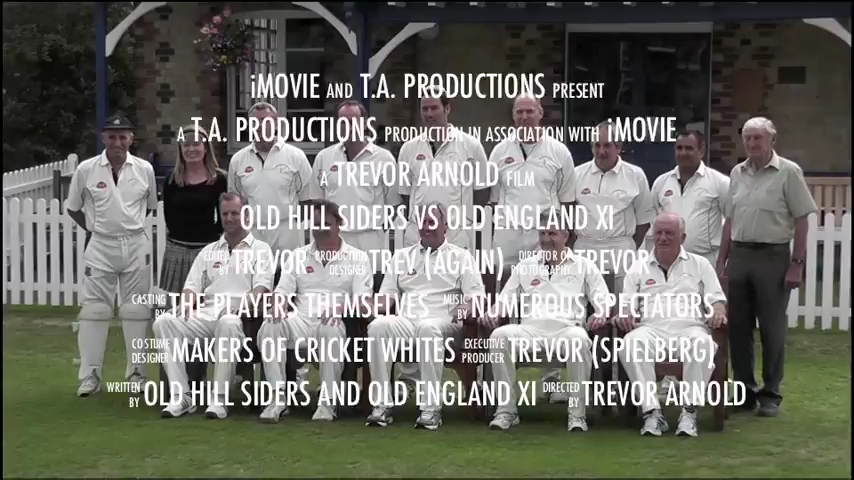 iMOVIE AND T.A. PRODUCTIONS PRESENT
A T.A. PRODUCTIONS PRODUCTION IN ASSOCIATION WITH iMOVIE
A TREVOR ARNOLD FILM
OLD HILL SIDERS VS OLD ENGLAND XI
EDITED BY TREVOR PRODUCTION DESIGNER TREV (AGAIN) DIRECTOR OF PHOTOGRAPHY TREVOR
CASTING BY THE PLAYERS THEMSELVES MUSIC BY NUMEROUS SPECTATORS
COSTUME DESIGNER MAKERS OF CRICKET WHITES EXECUTIVE PRODUCER TREVOR (SPIELBERG)
WRITTEN BY OLD HILL SIDERS AND OLD ENGLAND XI DIRECTED BY TREVOR ARNOLD